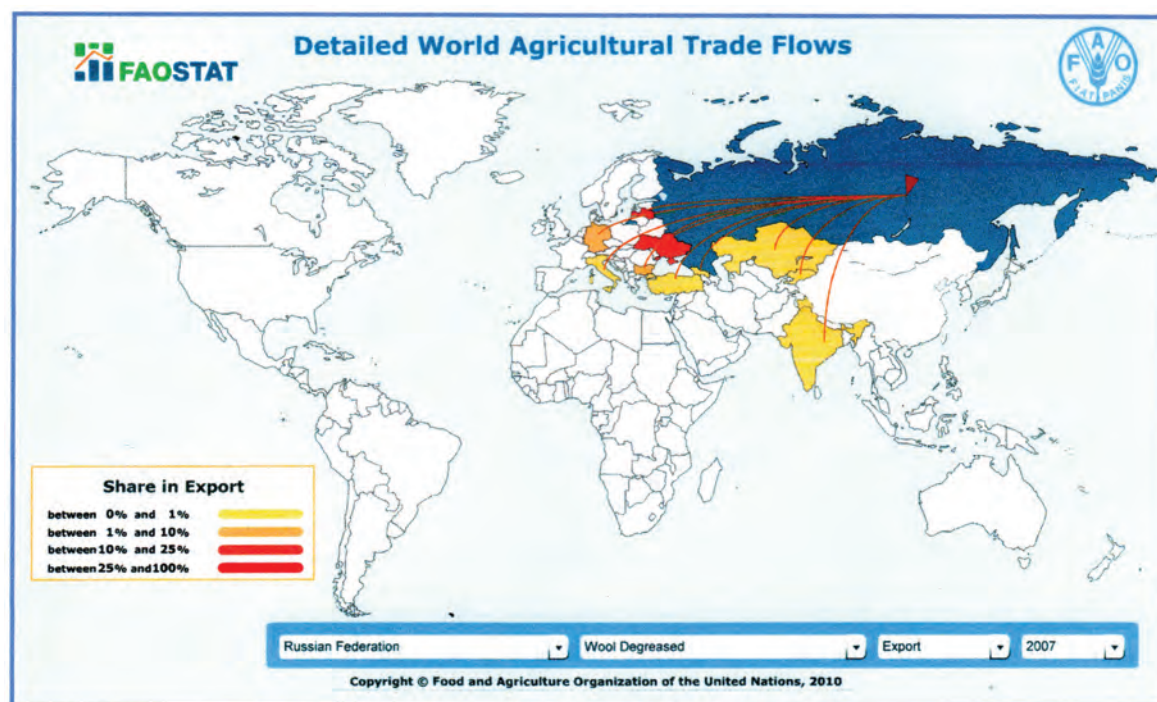 Detailed World Agricultural Trade Flows
FAOSTAT
F A O
FIAT PANIS
Share in Export
between 0% and 1%
between 1% and 10%
between 10% and 25%
between 25% and100%
Russian Federation
Wool Degreased
Export
2007
Copyright © Food and Agriculture Organization of the United Nations, 2010